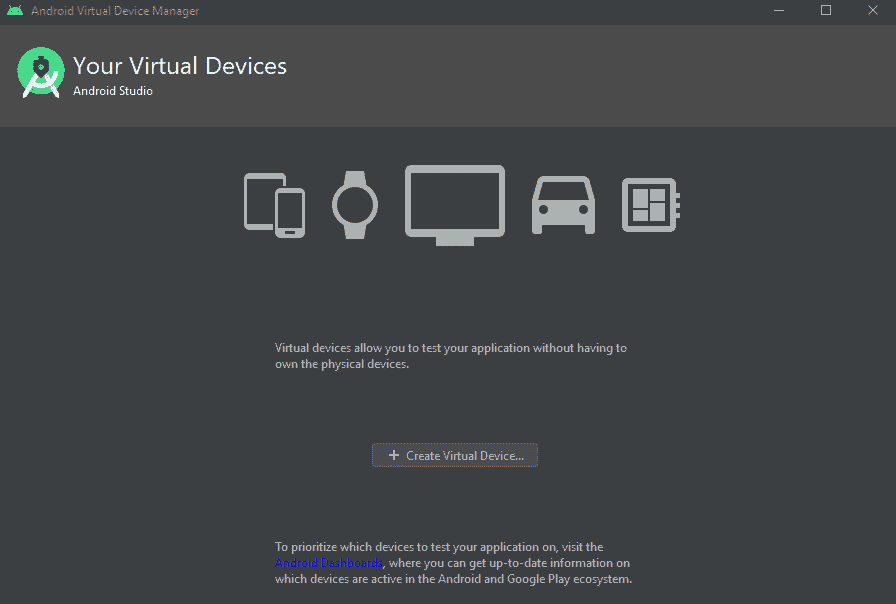 Android Virtual Device Manager
Your Virtual Devices
Android Studio
Virtual devices allow you to test your application without having to
own the physical devices.
+ Create Virtual Device...
To prioritize which devices to test your application on, visit the
Android Dashboards, where you can get up-to-date information on
which devices are active in the Android and Google Play ecosystem.